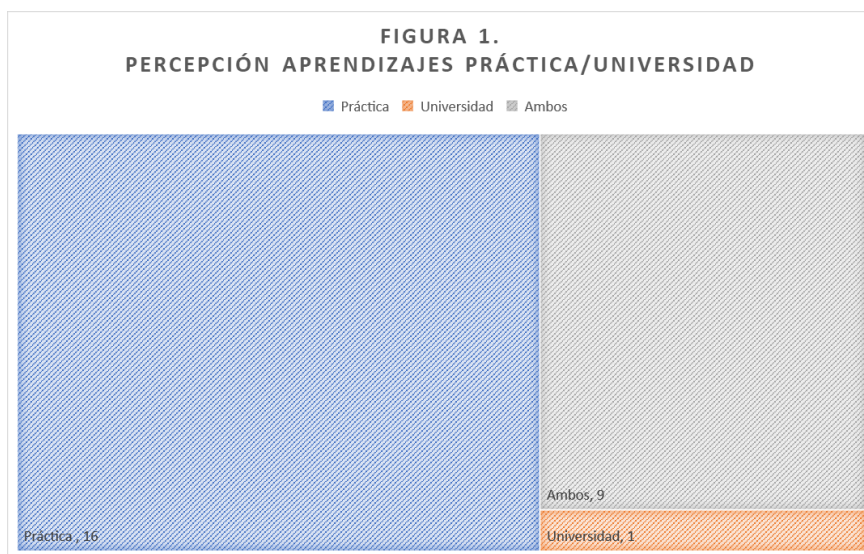 FIGURA 1.
PERCEPCIÓN APRENDIZAJES PRÁCTICA/UNIVERSIDAD
Práctica Universidad Ambos
Ambos, 9
Práctica , 16
Universidad, 1